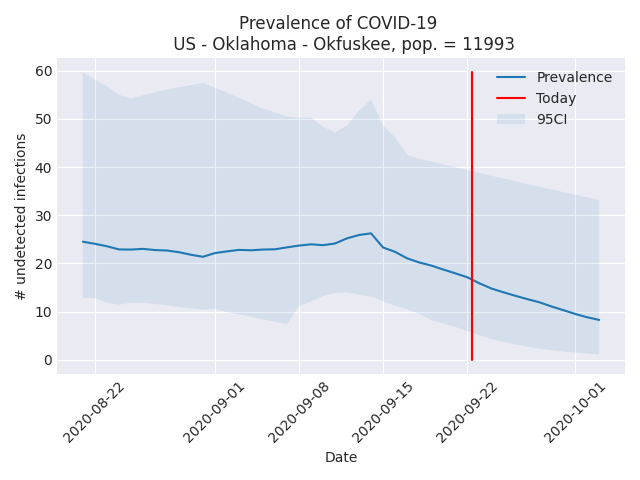 Prevalence of COVID-19
US - Oklahoma - Okfuskee, pop. = 11993
Prevalence
Today
95CI
# undetected infections
60
50
40
30
20
10
0
2020-08-22
2020-09-01
2020-09-08
2020-09-15
2020-09-22
2020-10-01
Date